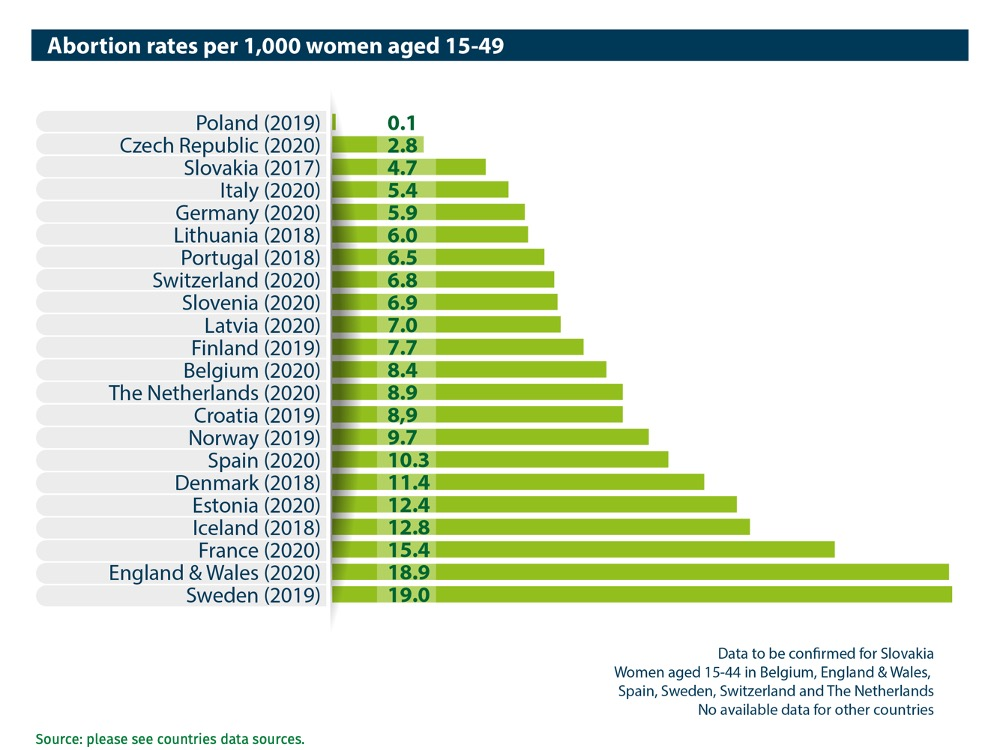 Abortion rates per 1,000 women aged 15-49
Poland (2019) 0.1
Czech Republic (2020) 2.8
Slovakia (2017) 4.7
Italy (2020) 5.4
Germany (2020) 5.9
Lithuania (2018) 6.0
Portugal (2018) 6.5
Switzerland (2020) 6.8
Slovenia (2020) 6.9
Latvia (2020) 7.0
Finland (2019) 7.7
Belgium (2020) 8.4
The Netherlands (2020) 8.9
Croatia (2019) 8,9
Norway (2019) 9.7
Spain (2020) 10.3
Denmark (2018) 11.4
Estonia (2020) 12.4
Iceland (2018) 12.8
France (2020) 15.4
England & Wales (2020) 18.9
Sweden (2019) 19.0
Data to be confirmed for Slovakia
Women aged 15-44 in Belgium, England & Wales,
Spain, Sweden, Switzerland and The Netherlands
No available data for other countries
Source: please see countries data sources.